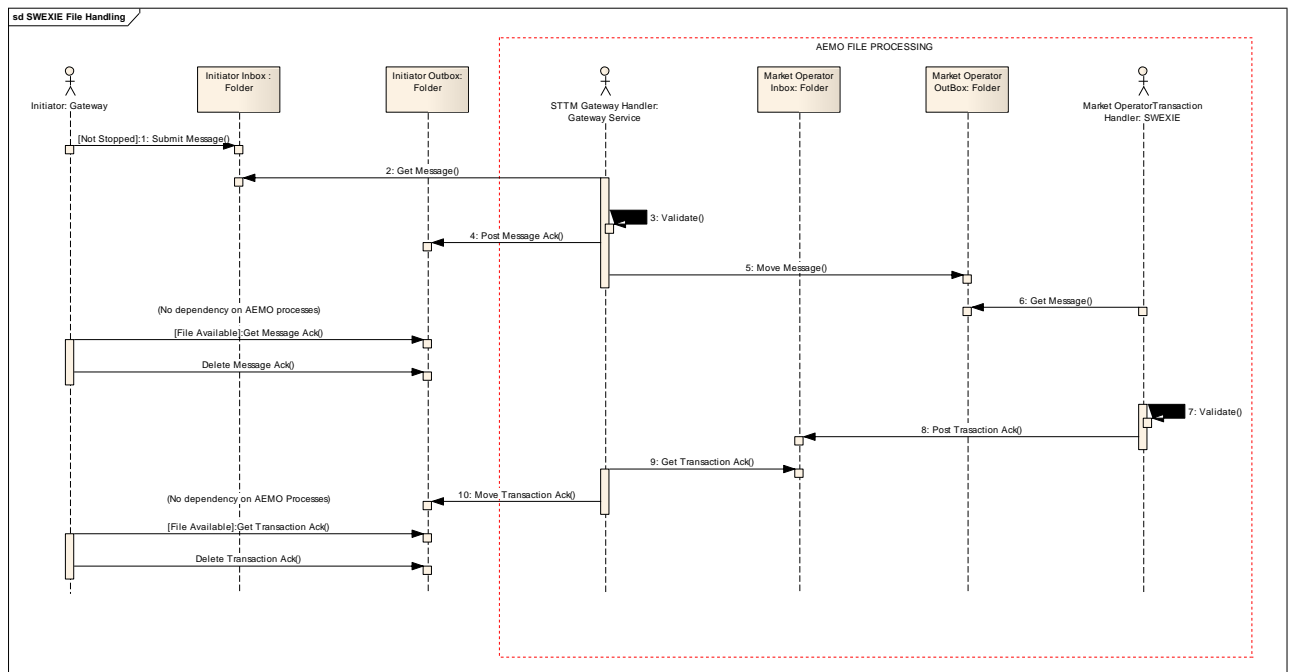 sd SWEXIE File Handling
AEMO FILE PROCESSING
Initiator: Gateway
Initiator Inbox :
Folder
Initiator Outbox:
Folder
STTM Gateway Handler:
Gateway Service
Market Operator
Inbox: Folder
Market Operator
OutBox: Folder
Market OperatorTransaction
Handler: SWEXIE
[Not Stopped]:1: Submit Message()
2: Get Message()
3: Validate()
4: Post Message Ack()
5: Move Message()
6: Get Message()
(No dependency on AEMO processes)
[File Available]:Get Message Ack()
Delete Message Ack()
7: Validate()
8: Post Trasaction Ack()
9: Get Transaction Ack()
10: Move Transaction Ack()
(No dependency on AEMO Processes)
[File Available]:Get Transaction Ack()
Delete Transaction Ack()